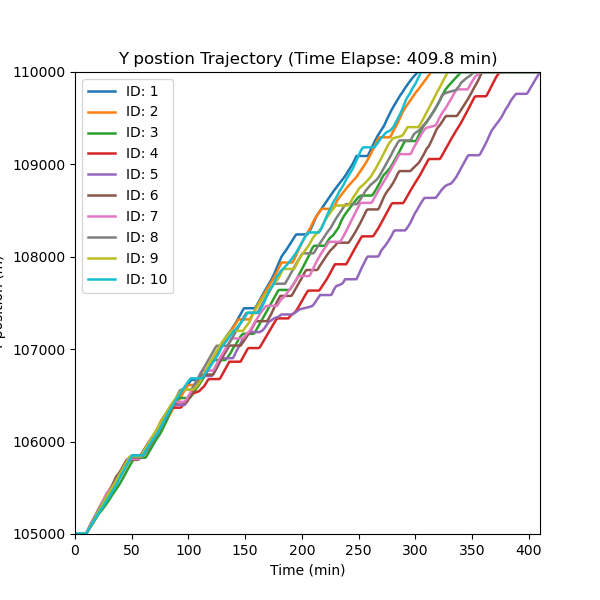 Y postion Trajectory (Time Elapse: 409.8 min)
110000
109000
108000
107000
106000
105000
ID: 1
ID: 2
ID: 3
ID: 4
ID: 5
ID: 6
ID: 7
ID: 8
ID: 9
ID: 10
0 50 100 150 200 250 300 350 400
Time (min)